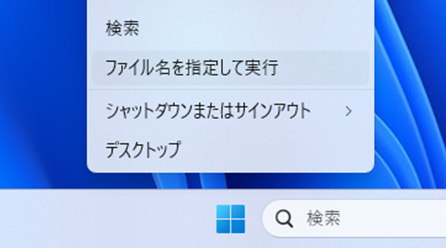 検索
ファイル名を指定して実行
シャットダウンまたはサインアウト
デスクトップ
検索